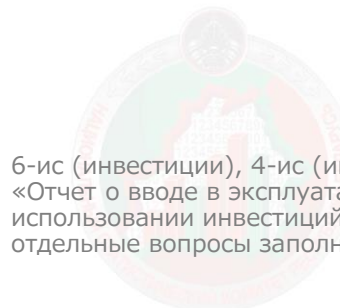 6-ис (инвестиции), 4-ис (ин
«Отчет о вводе в эксплуата
использовании инвестиций
отдельные вопросы заполн